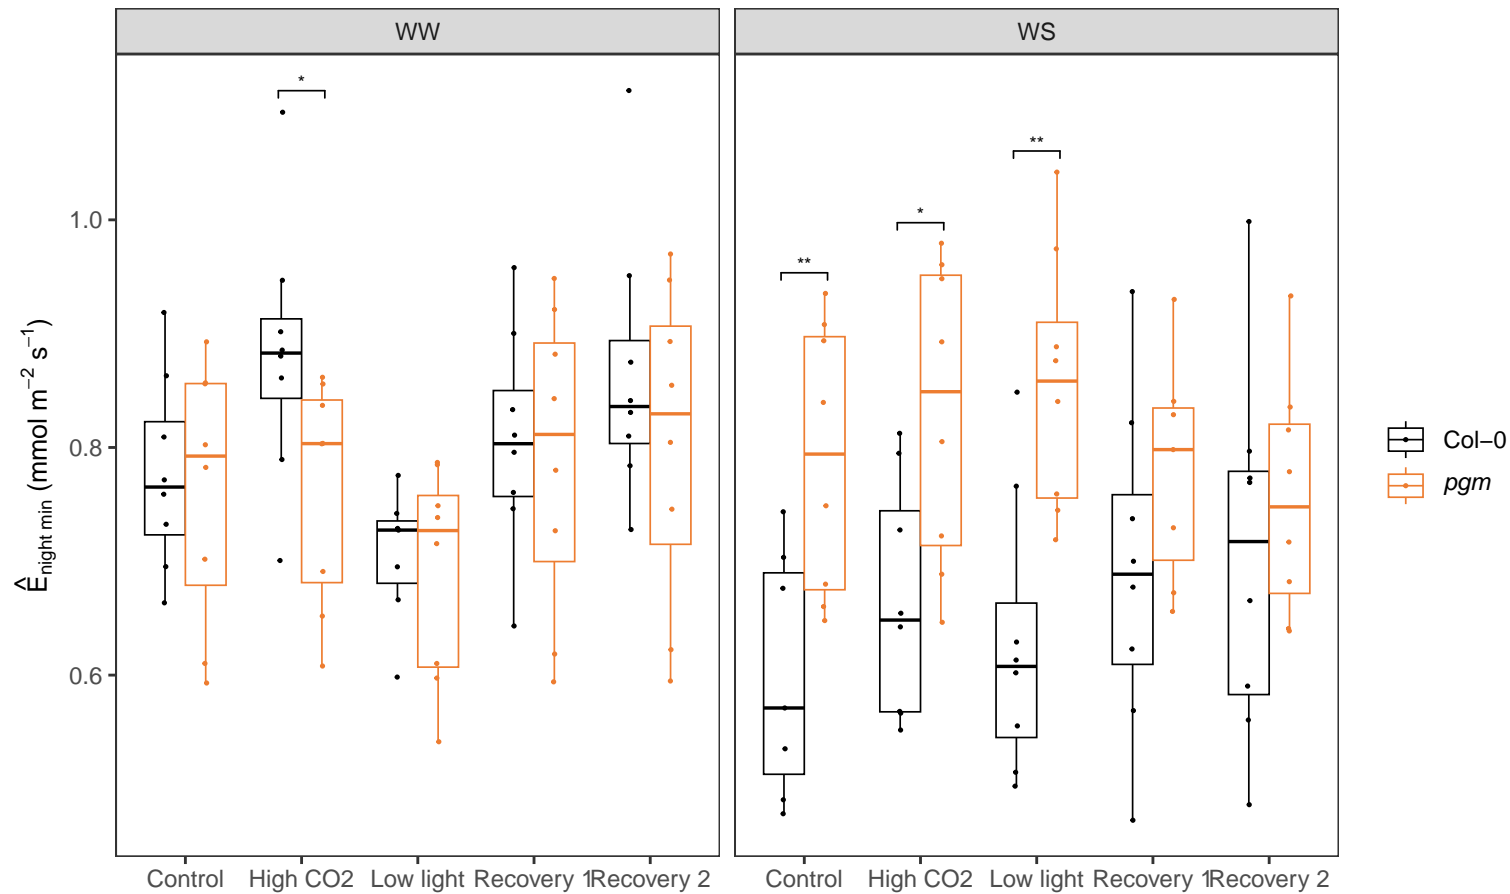 WW
WS
*
**
*
**
1.0
0.8
0.6
Ê night min (mmol m−2 s−1)
Control High CO2 Low light Recovery 1 Recovery 2
Control High CO2 Low light Recovery 1 Recovery 2
Col−0
pgm